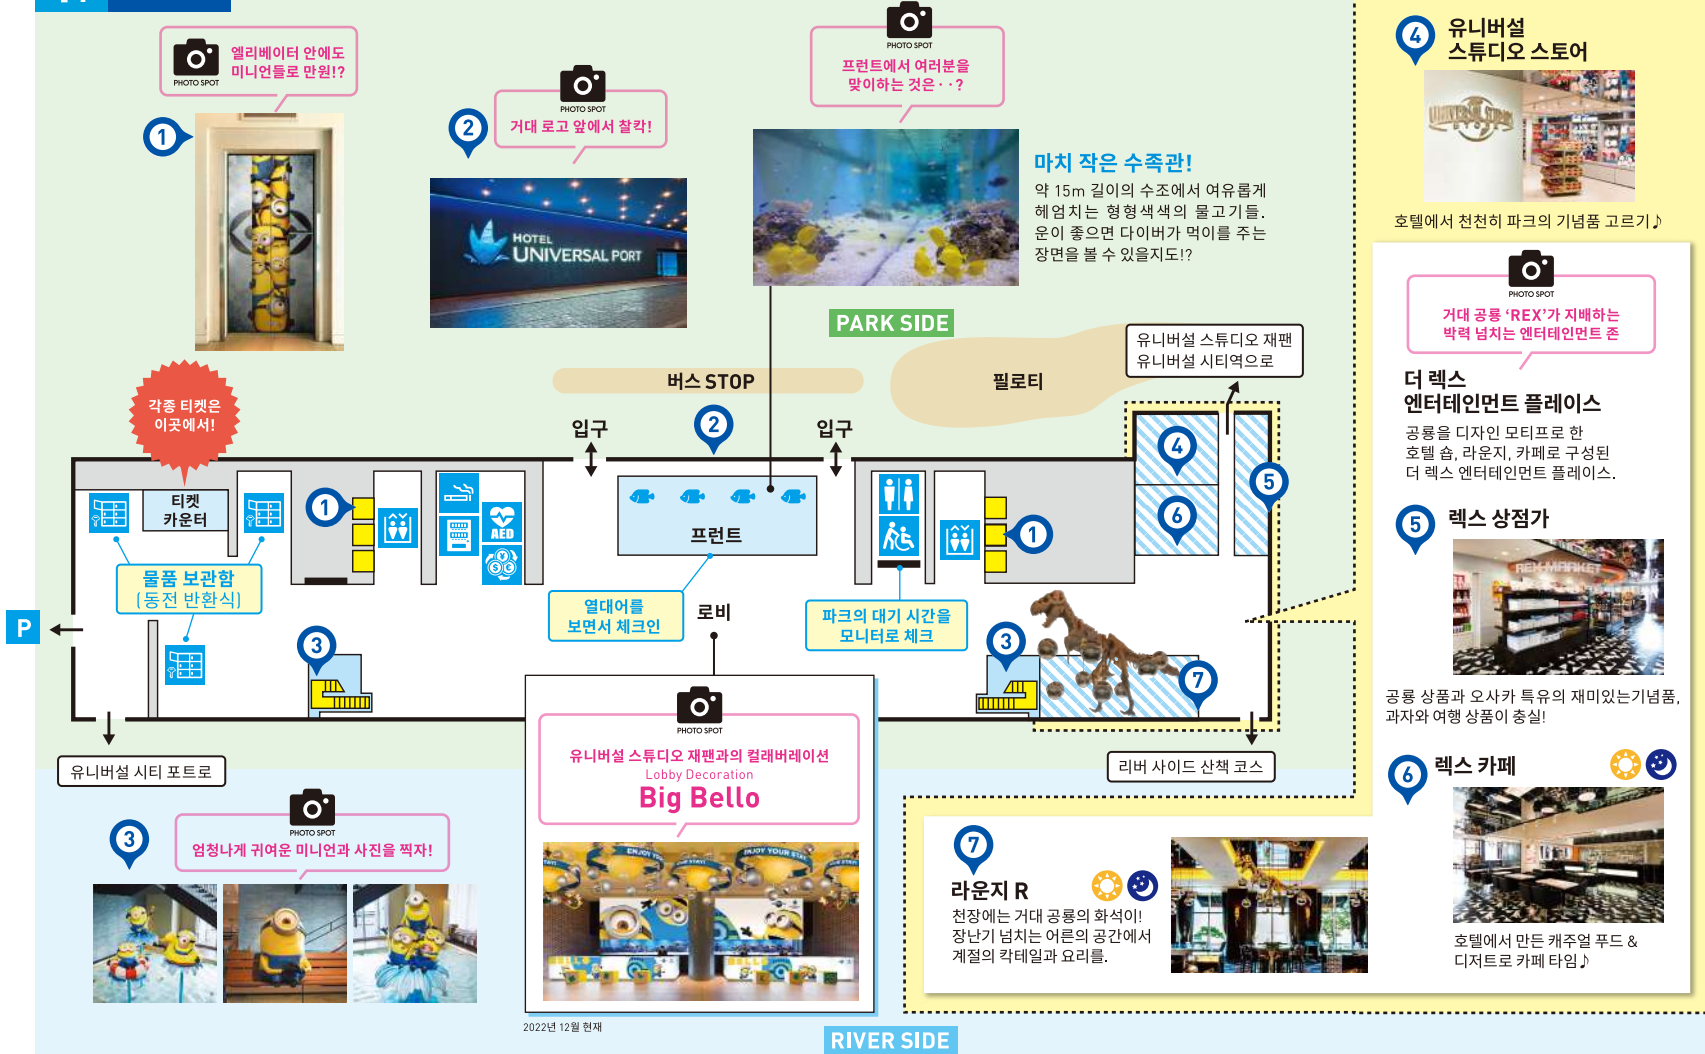 엘리베이터 안에도
미니언들로 만원!?
PHOTO SPOT
1
2
PHOTO SPOT
거대 로고 앞에서 찰칵!
HOTEL
UNIVERSAL PORT
PHOTO SPOT
프런트에서 여러분을
맞이하는 것은‥?
마치 작은 수족관!
약 15m 길이의 수조에서 여유롭게
헤엄치는 형형색색의 물고기들.
운이 좋으면 다이버가 먹이를 주는
장면을 볼 수 있을지도!?
PARK SIDE
유니버설 스튜디오 재팬
유니버설 시티역으로
버스 STOP
필로티
각종 티켓은
이곳에서!
입구
2
입구
티켓
카운터
1
AED
프런트
1
4
5
6
물품 보관함
(동전 반환식)
열대어를
보면서 체크인
로비
파크의 대기 시간을
모니터로 체크
P
3
3
7
유니버설 시티 포트로
리버 사이드 산책 코스
PHOTO SPOT
유니버설 스튜디오 재팬과의 컬래버레이션
Lobby Decoration
Big Bello
ENJOY YOUR STAY!
2022년 12월 현재
3
PHOTO SPOT
엄청나게 귀여운 미니언과 사진을 찍자!
RIVER SIDE
4
유니버설
스튜디오 스토어
UNIVERSAL STUDIOS
STORE
호텔에서 천천히 파크의 기념품 고르기♪
PHOTO SPOT
거대 공룡 ‘REX’가 지배하는
박력 넘치는 엔터테인먼트 존
더 렉스
엔터테인먼트 플레이스
공룡을 디자인 모티프로 한
호텔 숍, 라운지, 카페로 구성된
더 렉스 엔터테인먼트 플레이스.
5
렉스 상점가
REX MARKET
공룡 상품과 오사카 특유의 재미있는기념품,
과자와 여행 상품이 충실!
6
렉스 카페
호텔에서 만든 캐주얼 푸드 &
디저트로 카페 타임♪
7
라운지 R
천장에는 거대 공룡의 화석이!
장난기 넘치는 어른의 공간에서
계절의 칵테일과 요리를.